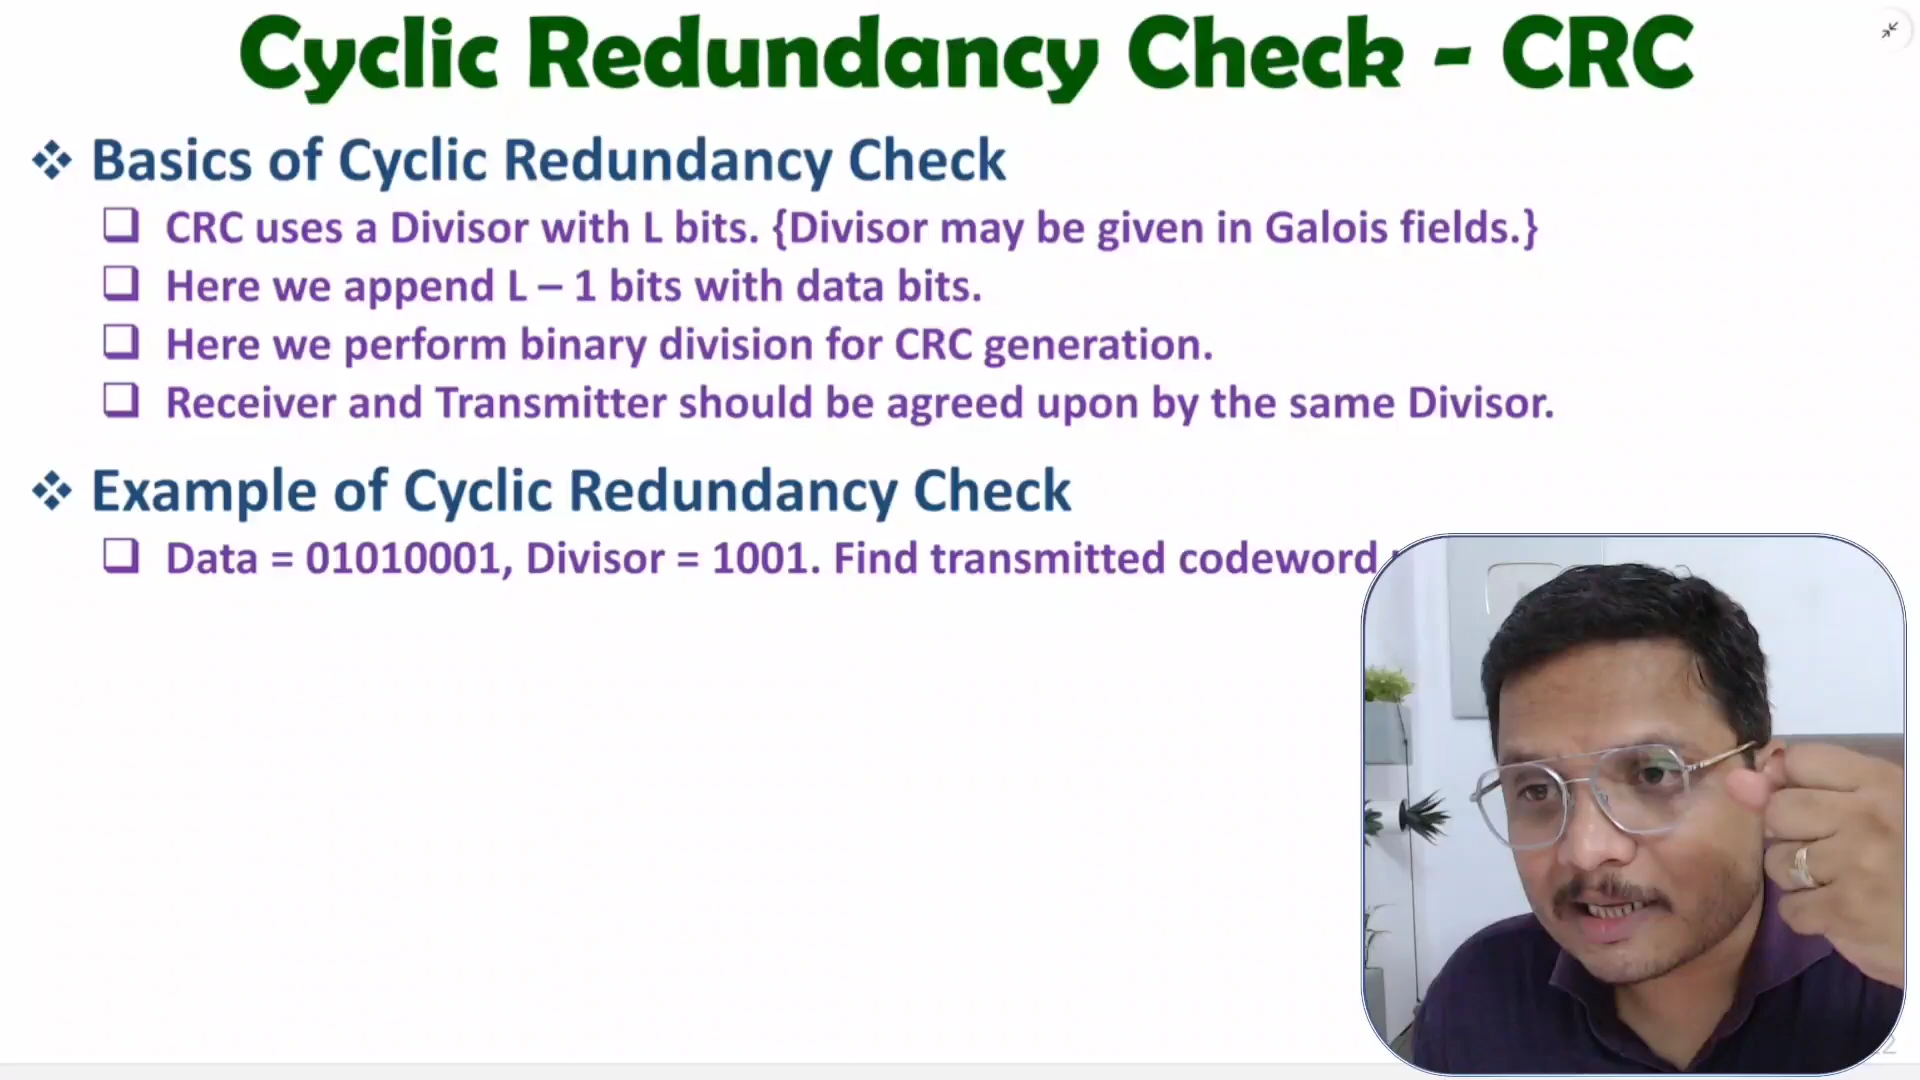 Cyclic Redundancy Check - CRC
Basics of Cyclic Redundancy Check
CRC uses a Divisor with L bits. {Divisor may be given in Galois fields.}
Here we append L – 1 bits with data bits.
Here we perform binary division for CRC generation.
Receiver and Transmitter should be agreed upon by the same Divisor.
Example of Cyclic Redundancy Check
Data = 01010001, Divisor = 1001. Find transmitted codeword